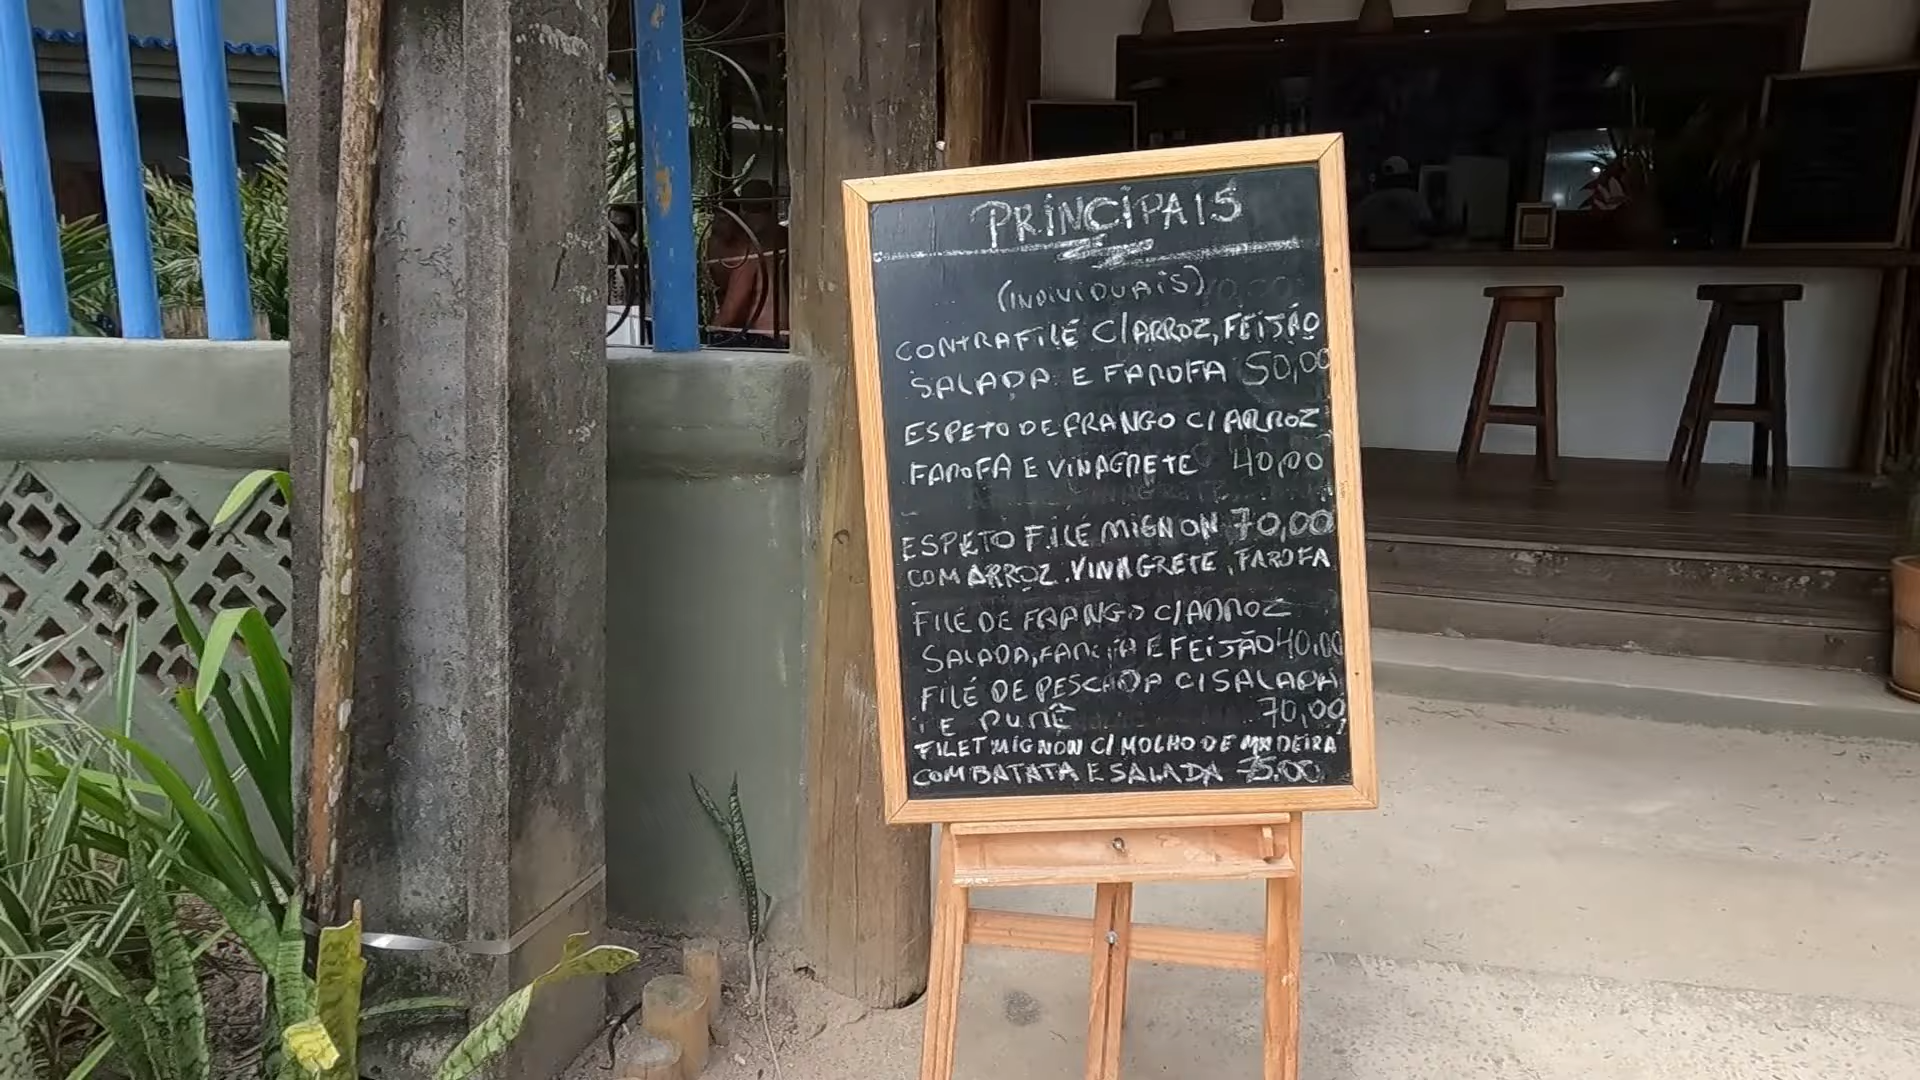 PRINCIPAIS
(INDIVIDUAIS)
CONTRAFILÉ C/ARROZ, FEIJÃO
SALADA E FAROFA 50,00
ESPETO DE FRANGO C/ARROZ
FAROFA E VINAGRETE 40,00
ESPETO FILÉ MIGNON 70,00
COM ARROZ, VINAGRETE, FAROFA
FILÉ DE FRANGO C/ARROZ
SALADA, FAROFA E FEIJÃO 40,00
FILÉ DE PESCADA C/SALADA
E PURÊ 70,00
FILET MIGNON C/ MOLHO DE MADEIRA
COM BATATA E SALADA 75.00